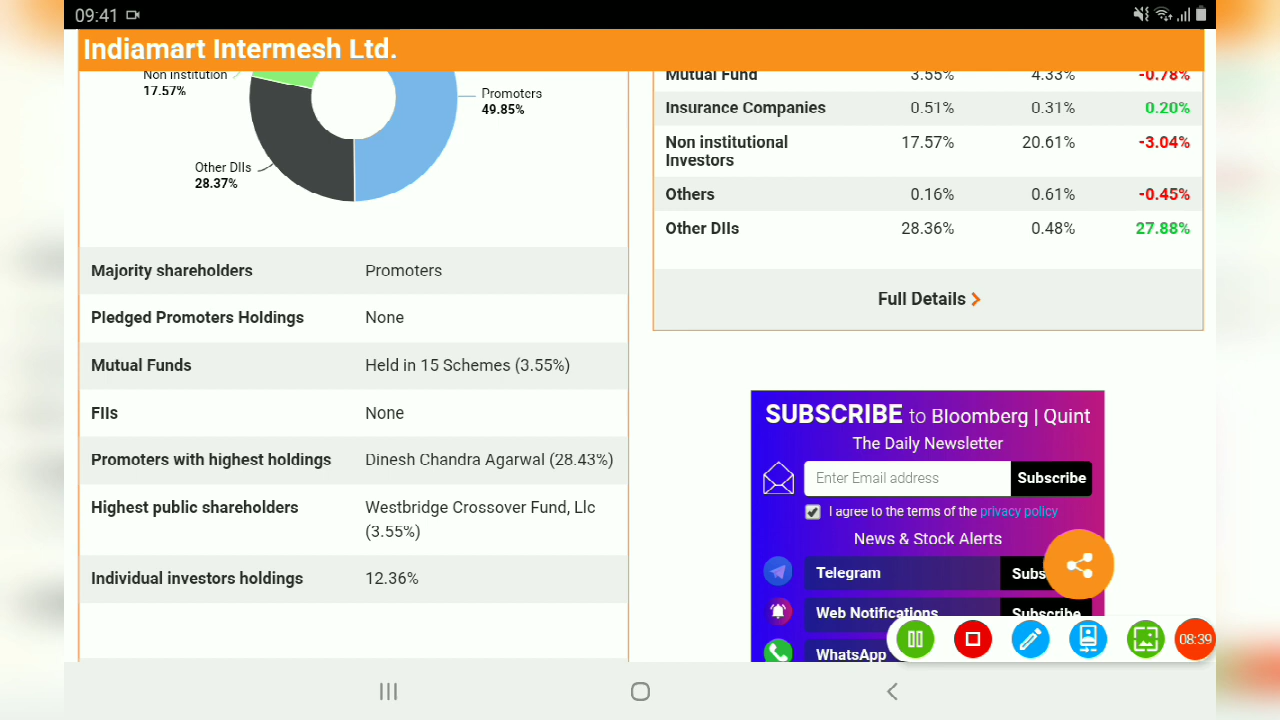 09:41
Indiamart Intermesh Ltd.
Non institution
17.57%
Promoters
49.85%
Other DIIs
28.37%
Majority shareholders Promoters
Pledged Promoters Holdings None
Mutual Funds Held in 15 Schemes (3.55%)
FIIs None
Promoters with highest holdings Dinesh Chandra Agarwal (28.43%)
Highest public shareholders Westbridge Crossover Fund, Llc
(3.55%)
Individual investors holdings 12.36%
Mutual Fund 3.55% 4.33% -0.78%
Insurance Companies 0.51% 0.31% 0.20%
Non institutional 17.57% 20.61% -3.04%
Investors
Others 0.16% 0.61% -0.45%
Other DIIs 28.36% 0.48% 27.88%
Full Details
SUBSCRIBE to Bloomberg | Quint
The Daily Newsletter
Enter Email address Subscribe
I agree to the terms of the privacy policy
News & Stock Alerts
Telegram Subs
Web Notifications Subscribe
WhatsApp
08:39